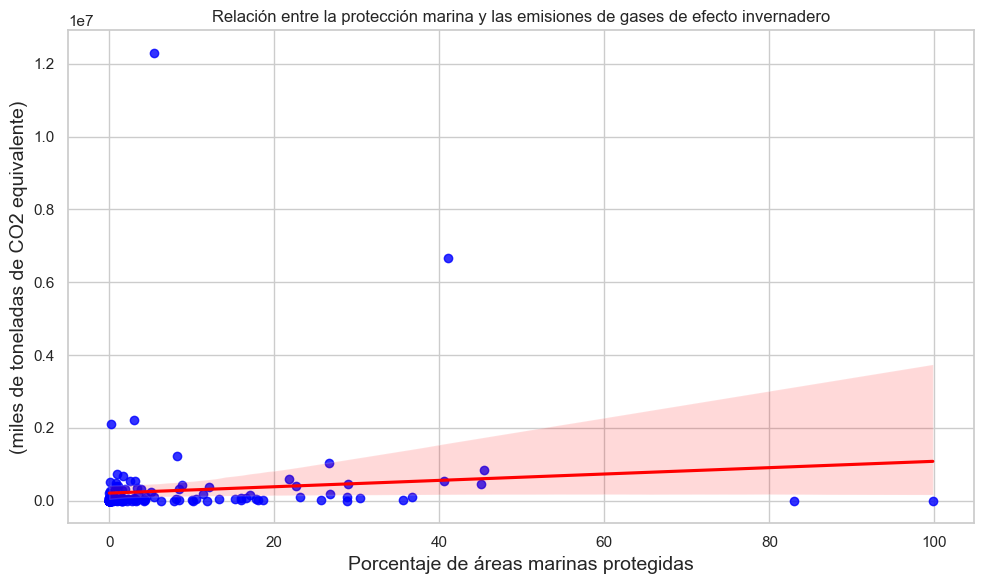 Relación entre la protección marina y las emisiones de gases de efecto invernadero
1e7
1.2
1.0
0.8
0.6
0.4
0.2
0.0
(miles de toneladas de CO2 equivalente)
0 20 40 60 80 100
Porcentaje de áreas marinas protegidas